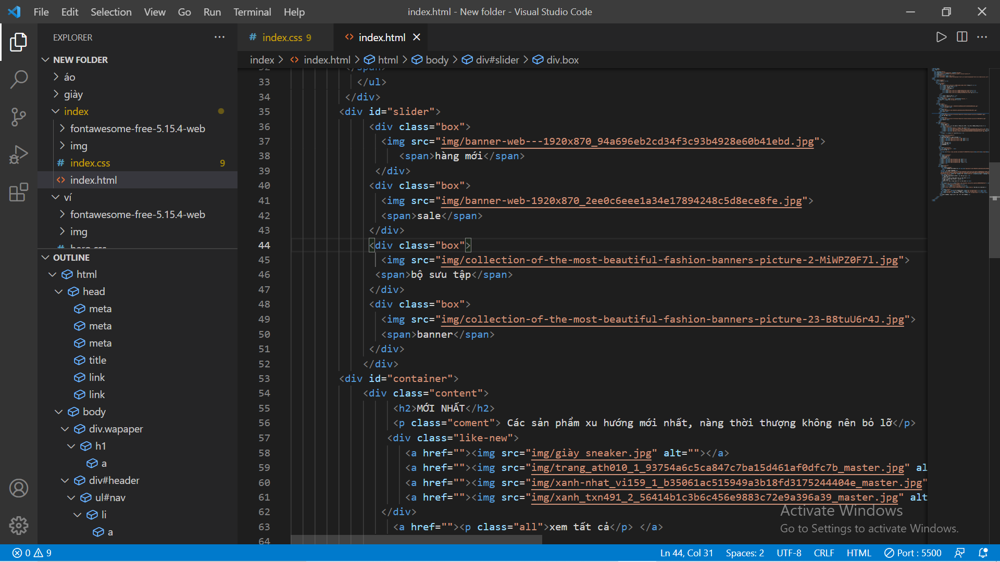 File Edit Selection View Go Run Terminal Help
index.html - New folder - Visual Studio Code
EXPLORER
NEW FOLDER
áo
giày
index
fontawesome-free-5.15.4-web
img
# index.css 9
<> index.html
ví
fontawesome-free-5.15.4-web
img
OUTLINE
html
head
meta
meta
meta
title
link
link
body
div.wapaper
h1
a
div#header
ul#nav
li
a
# index.css 9
<> index.html
index > <> index.html > html > body > div#slider > div.box
32 </span>
33 </ul>
34 </div>
35 <div id="slider">
36 <div class="box">
37 <img src="img/banner-web---1920x870_94a696eb2cd34f3c93b4928e60b41ebd.jpg">
38 <span>hàng mới</span>
39 </div>
40 <div class="box">
41 <img src="img/banner-web-1920x870_2ee0c6eee1a34e17894248c5d8ece8fe.jpg">
42 <span>sale</span>
43 </div>
44 <div class="box">
45 <img src="img/collection-of-the-most-beautiful-fashion-banners-picture-2-MiWPZ0F7l.jpg">
46 <span>bộ sưu tập</span>
47 </div>
48 <div class="box">
49 <img src="img/collection-of-the-most-beautiful-fashion-banners-picture-23-B8tuU6r4J.jpg">
50 <span>banner</span>
51 </div>
52 </div>
53 <div id="container">
54 <div class="content">
55 <h2>MỚI NHẤT</h2>
56 <p class="coment"> Các sản phẩm xu hướng mới nhất, nàng thời thượng không nên bỏ lỡ</p>
57 <div class="like-new">
58 <a href=""><img src="img/giày sneaker.jpg" alt=""></a>
59 <a href=""><img src="img/trang_ath010_1_93754a6c5ca847c7ba15d461af0dfc7b_master.jpg" al
60 <a href=""><img src="img/xanh-nhat_vi159_1_b35061ac515949a3b18fd3175244404e_master.jpg"
61 <a href=""><img src="img/xanh_txn491_2_56414b1c3b6c456e9883c72e9a396a39_master.jpg" alt
62 </div>
63 <a href=""><p class="all">xem tất cả</p> </a>
64
Activate Windows
Go to Settings to activate Windows.
0 9
Ln 44, Col 31 Spaces: 2 UTF-8 CRLF HTML Port : 5500